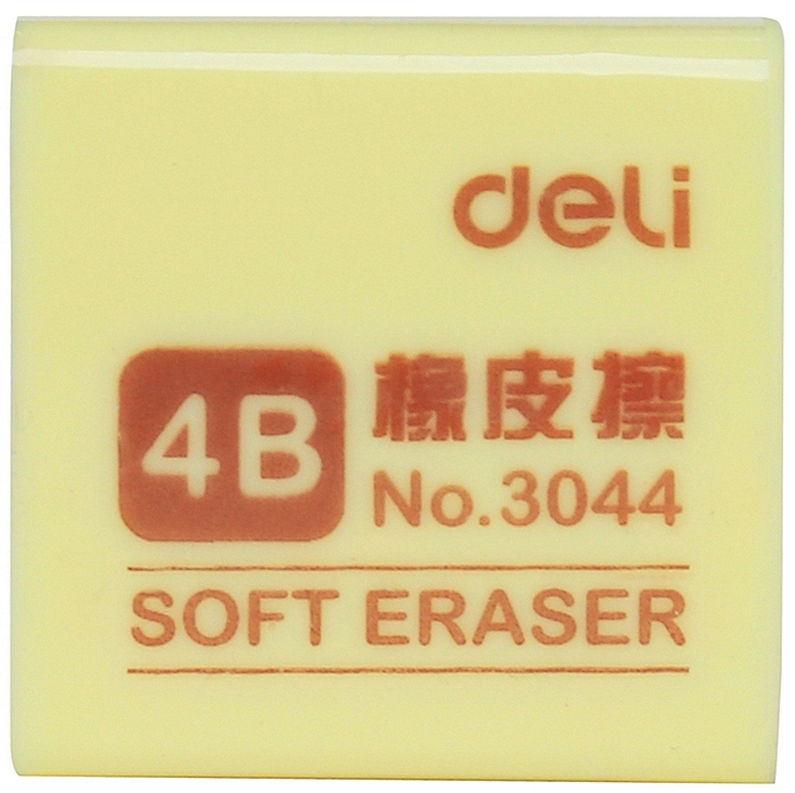 deli
4B 橡皮擦
No.3044
SOFT ERASER